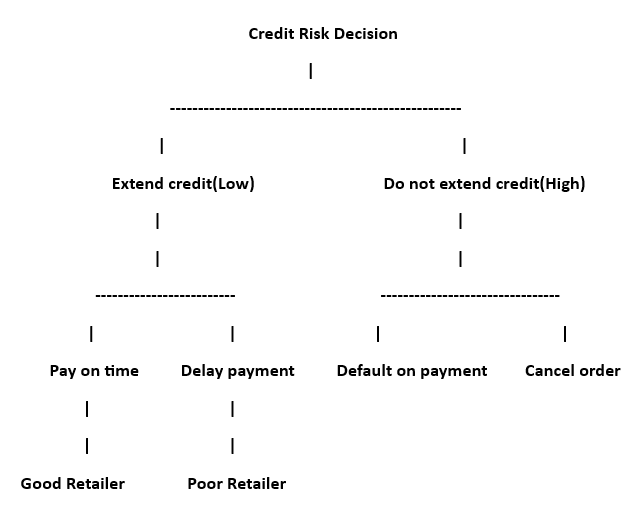 Credit Risk Decision
|
----------------------------------------------------
| |
Extend credit(Low) Do not extend credit(High)
| |
| |
------------------------- --------------------------------
| | | |
Pay on time Delay payment Default on payment Cancel order
| |
| |
Good Retailer Poor Retailer